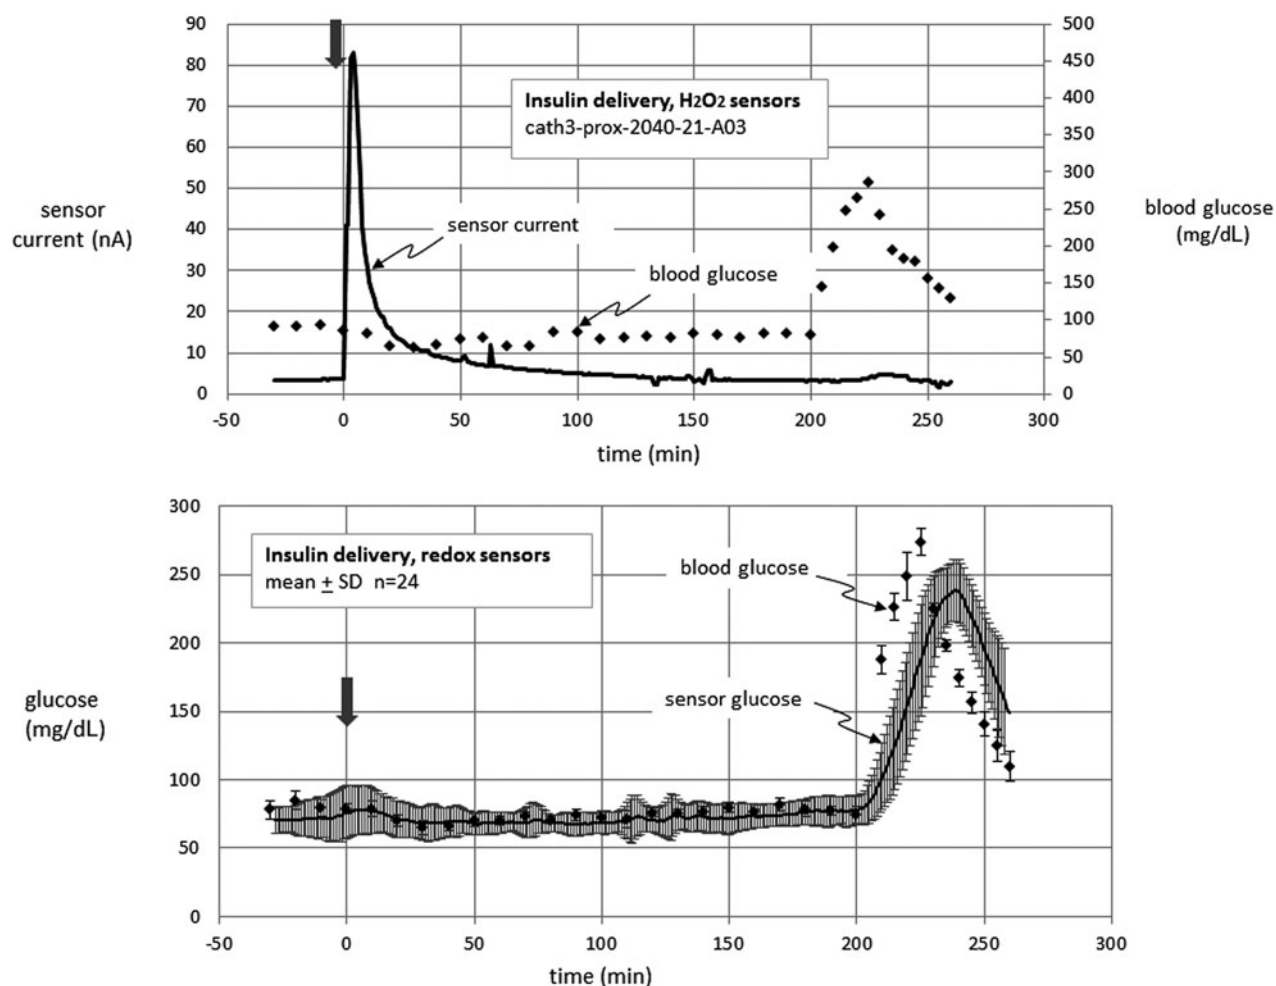 90
80
70
60
50
40
30
20
10
0
500
450
400
350
300
250
200
150
100
50
0
Insulin delivery, H2O2 sensors
cath3-prox-2040-21-A03
sensor
current (nA)
sensor current
blood glucose
blood glucose
(mg/dL)
-50 0 50 100 150 200 250 300
time (min)
300
250
200
150
100
50
0
Insulin delivery, redox sensors
mean ± SD n=24
blood glucose
sensor glucose
glucose
(mg/dL)
-50 0 50 100 150 200 250 300
time (min)